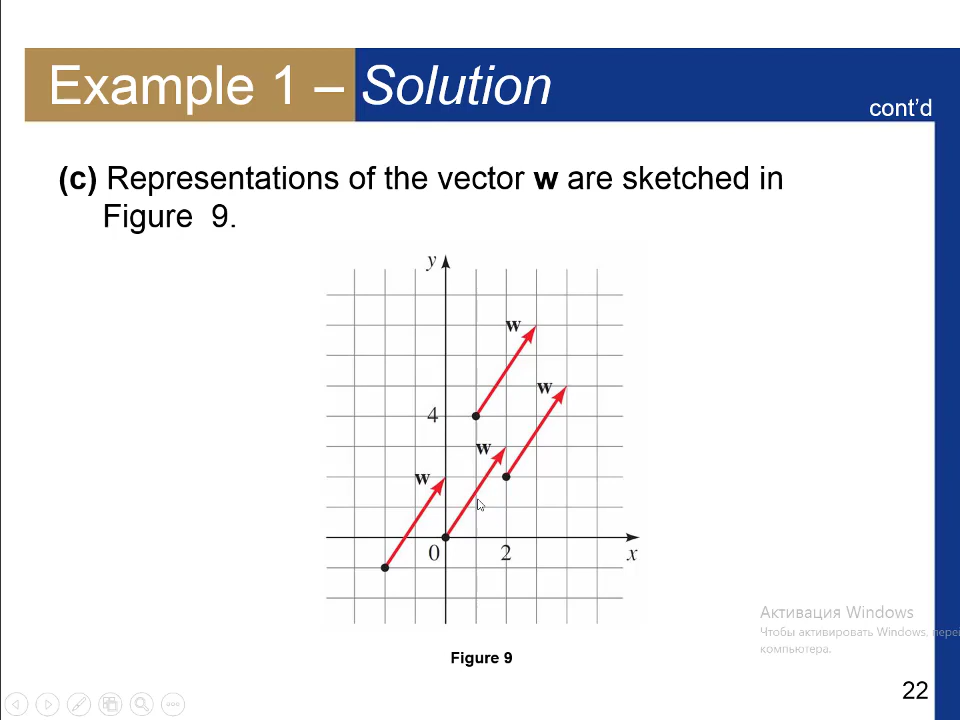 Example 1 – Solution
cont'd
(c) Representations of the vector w are sketched in
Figure 9.
y
w
w
4
w
w
0
2
x
Figure 9
Активация Windows
Чтобы активировать Windows, пере
компьютера.
22